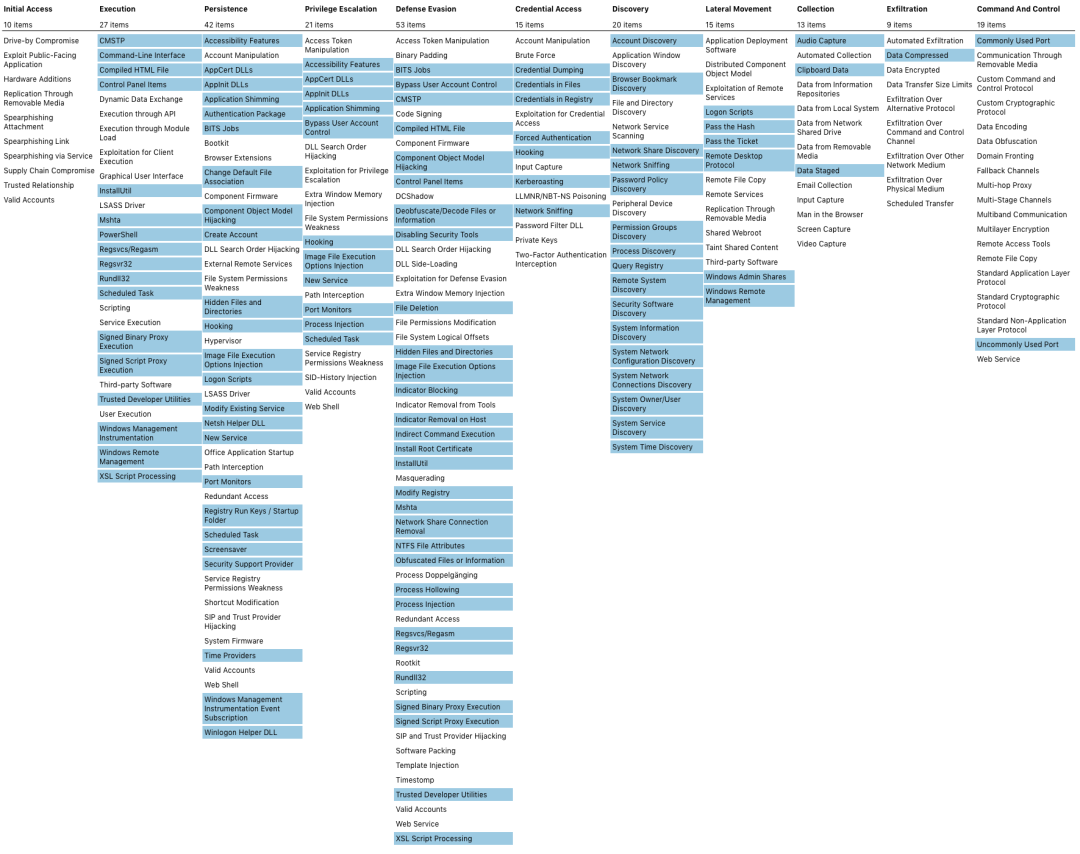 Initial Access
10 items
Drive-by Compromise
Exploit Public-Facing
Application
Hardware Additions
Replication Through
Removable Media
Spearphishing
Attachment
Spearphishing Link
Spearphishing via Service
Supply Chain Compromise
Trusted Relationship
Valid Accounts
Execution
27 items
CMSTP
Command-Line Interface
Compiled HTML File
Control Panel Items
Dynamic Data Exchange
Execution through API
Execution through Module
Load
Exploitation for Client
Execution
Graphical User Interface
InstallUtil
LSASS Driver
Mshta
PowerShell
Regsvcs/Regasm
Regsvr32
Rundll32
Scheduled Task
Scripting
Service Execution
Signed Binary Proxy
Execution
Signed Script Proxy
Execution
Third-party Software
Trusted Developer Utilities
User Execution
Windows Management
Instrumentation
Windows Remote
Management
XSL Script Processing
Persistence
42 items
Accessibility Features
Account Manipulation
AppCert DLLs
AppInit DLLs
Application Shimming
Authentication Package
BITS Jobs
Bootkit
Browser Extensions
Change Default File
Association
Component Firmware
Component Object Model
Hijacking
Create Account
DLL Search Order Hijacking
External Remote Services
File System Permissions
Weakness
Hidden Files and
Directories
Hooking
Hypervisor
Image File Execution
Options Injection
Logon Scripts
LSASS Driver
Modify Existing Service
Netsh Helper DLL
New Service
Office Application Startup
Path Interception
Port Monitors
Redundant Access
Registry Run Keys / Startup
Folder
Scheduled Task
Screensaver
Security Support Provider
Service Registry
Permissions Weakness
Shortcut Modification
SIP and Trust Provider
Hijacking
System Firmware
Time Providers
Valid Accounts
Web Shell
Windows Management
Instrumentation Event
Subscription
Winlogon Helper DLL
Privilege Escalation
21 items
Access Token
Manipulation
Accessibility Features
AppCert DLLs
AppInit DLLs
Application Shimming
Bypass User Account
Control
DLL Search Order
Hijacking
Exploitation for Privilege
Escalation
Extra Window Memory
Injection
File System Permissions
Weakness
Hooking
Image File Execution
Options Injection
New Service
Path Interception
Port Monitors
Process Injection
Scheduled Task
Service Registry
Permissions Weakness
SID-History Injection
Valid Accounts
Web Shell
Defense Evasion
53 items
Access Token Manipulation
Binary Padding
BITS Jobs
Bypass User Account Control
CMSTP
Code Signing
Compiled HTML File
Component Firmware
Component Object Model
Hijacking
Control Panel Items
DCShadow
Deobfuscate/Decode Files or
Information
Disabling Security Tools
DLL Search Order Hijacking
DLL Side-Loading
Exploitation for Defense Evasion
Extra Window Memory Injection
File Deletion
File Permissions Modification
File System Logical Offsets
Hidden Files and Directories
Image File Execution Options
Injection
Indicator Blocking
Indicator Removal from Tools
Indicator Removal on Host
Indirect Command Execution
Install Root Certificate
InstallUtil
Masquerading
Modify Registry
Mshta
Network Share Connection
Removal
NTFS File Attributes
Obfuscated Files or Information
Process Doppelgänging
Process Hollowing
Process Injection
Redundant Access
Regsvcs/Regasm
Regsvr32
Rootkit
Rundll32
Scripting
Signed Binary Proxy Execution
Signed Script Proxy Execution
SIP and Trust Provider Hijacking
Software Packing
Template Injection
Timestomp
Trusted Developer Utilities
Valid Accounts
Web Service
XSL Script Processing
Credential Access
15 items
Account Manipulation
Brute Force
Credential Dumping
Credentials in Files
Credentials in Registry
Exploitation for Credential
Access
Forced Authentication
Hooking
Input Capture
Kerberoasting
LLMNR/NBT-NS Poisoning
Network Sniffing
Password Filter DLL
Private Keys
Two-Factor Authentication
Interception
Discovery
20 items
Account Discovery
Application Window
Discovery
Browser Bookmark
Discovery
File and Directory
Discovery
Network Service
Scanning
Network Share Discovery
Network Sniffing
Password Policy
Discovery
Peripheral Device
Discovery
Permission Groups
Discovery
Process Discovery
Query Registry
Remote System
Discovery
Security Software
Discovery
System Information
Discovery
System Network
Configuration Discovery
System Network
Connections Discovery
System Owner/User
Discovery
System Service
Discovery
System Time Discovery
Lateral Movement
15 items
Application Deployment
Software
Distributed Component
Object Model
Exploitation of Remote
Services
Logon Scripts
Pass the Hash
Pass the Ticket
Remote Desktop
Protocol
Remote File Copy
Remote Services
Replication Through
Removable Media
Shared Webroot
Taint Shared Content
Third-party Software
Windows Admin Shares
Windows Remote
Management
Collection
13 items
Audio Capture
Automated Collection
Clipboard Data
Data from Information
Repositories
Data from Local System
Data from Network
Shared Drive
Data from Removable
Media
Data Staged
Email Collection
Input Capture
Man in the Browser
Screen Capture
Video Capture
Exfiltration
9 items
Automated Exfiltration
Data Compressed
Data Encrypted
Data Transfer Size Limits
Exfiltration Over
Alternative Protocol
Exfiltration Over
Command and Control
Channel
Exfiltration Over Other
Network Medium
Exfiltration Over
Physical Medium
Scheduled Transfer
Command And Control
19 items
Commonly Used Port
Communication Through
Removable Media
Custom Command and
Control Protocol
Custom Cryptographic
Protocol
Data Encoding
Data Obfuscation
Domain Fronting
Fallback Channels
Multi-hop Proxy
Multi-Stage Channels
Multiband Communication
Multilayer Encryption
Remote Access Tools
Remote File Copy
Standard Application Layer
Protocol
Standard Cryptographic
Protocol
Standard Non-Application
Layer Protocol
Uncommonly Used Port
Web Service